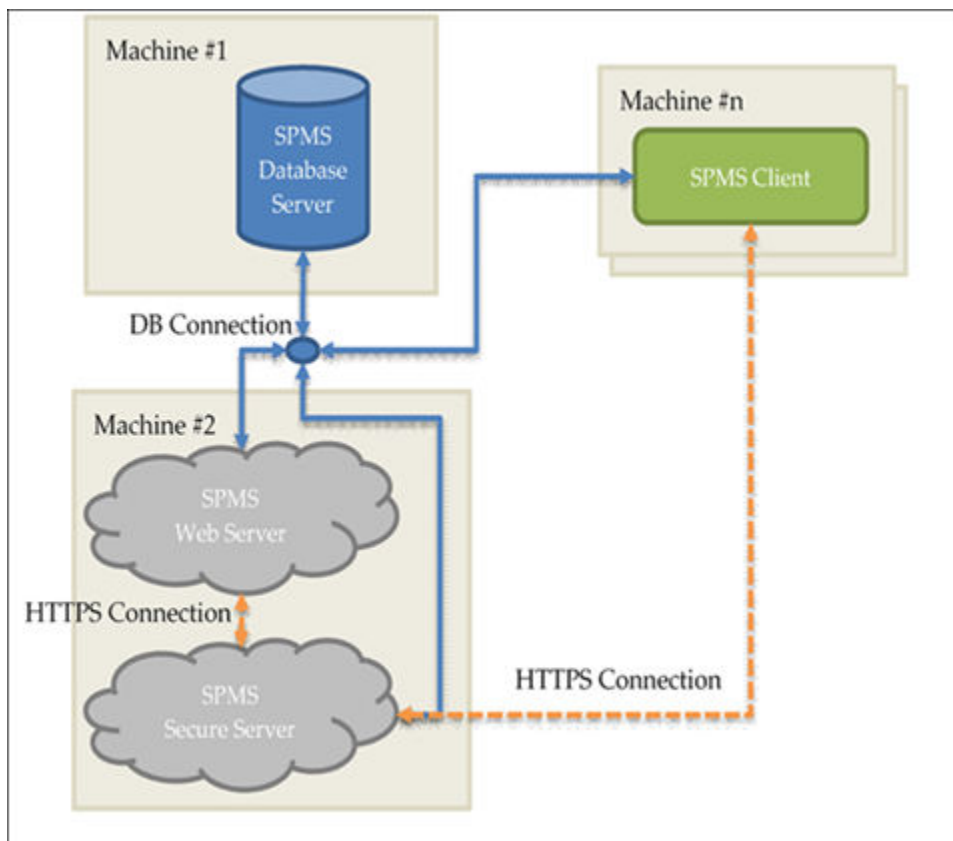 Machine #1
SPMS
Database
Server
Machine #n
SPMS Client
DB Connection
Machine #2
SPMS
Web Server
HTTPS Connection
SPMS
Secure Server
HTTPS Connection